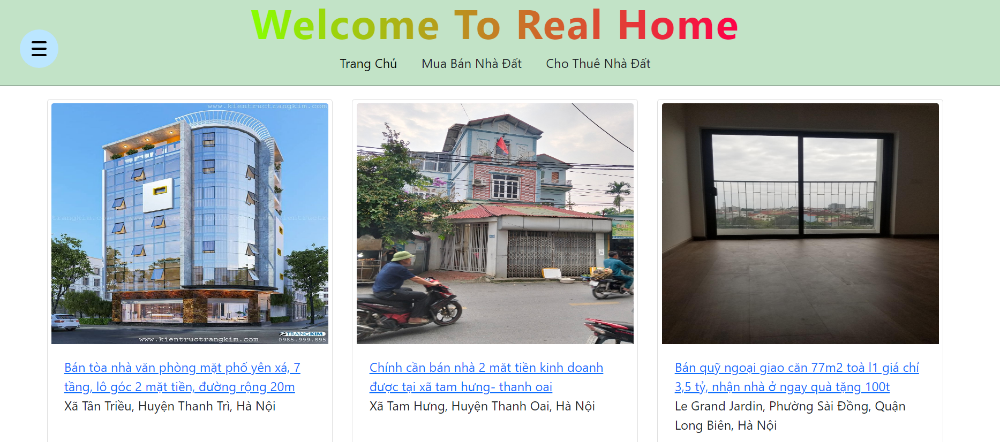 Welcome To Real Home
Trang Chủ
Mua Bán Nhà Đất
Cho Thuê Nhà Đất
www.kientructrangkim.com
www.kientructrangkim.com
TRANGKIM
0985.999.895
Bán tòa nhà văn phòng mặt phố yên xá, 7
tầng, lô góc 2 mặt tiền, đường rộng 20m
Xã Tân Triều, Huyện Thanh Trì, Hà Nội
Chính cần bán nhà 2 măt tiền kinh doanh
được tại xã tam hưng- thanh oai
Xã Tam Hưng, Huyện Thanh Oai, Hà Nội
Bán quỹ ngoại giao căn 77m2 toà l1 giá chỉ
3,5 tỷ, nhận nhà ở ngay quà tặng 100t
Le Grand Jardin, Phường Sài Đồng, Quận
Long Biên, Hà Nội